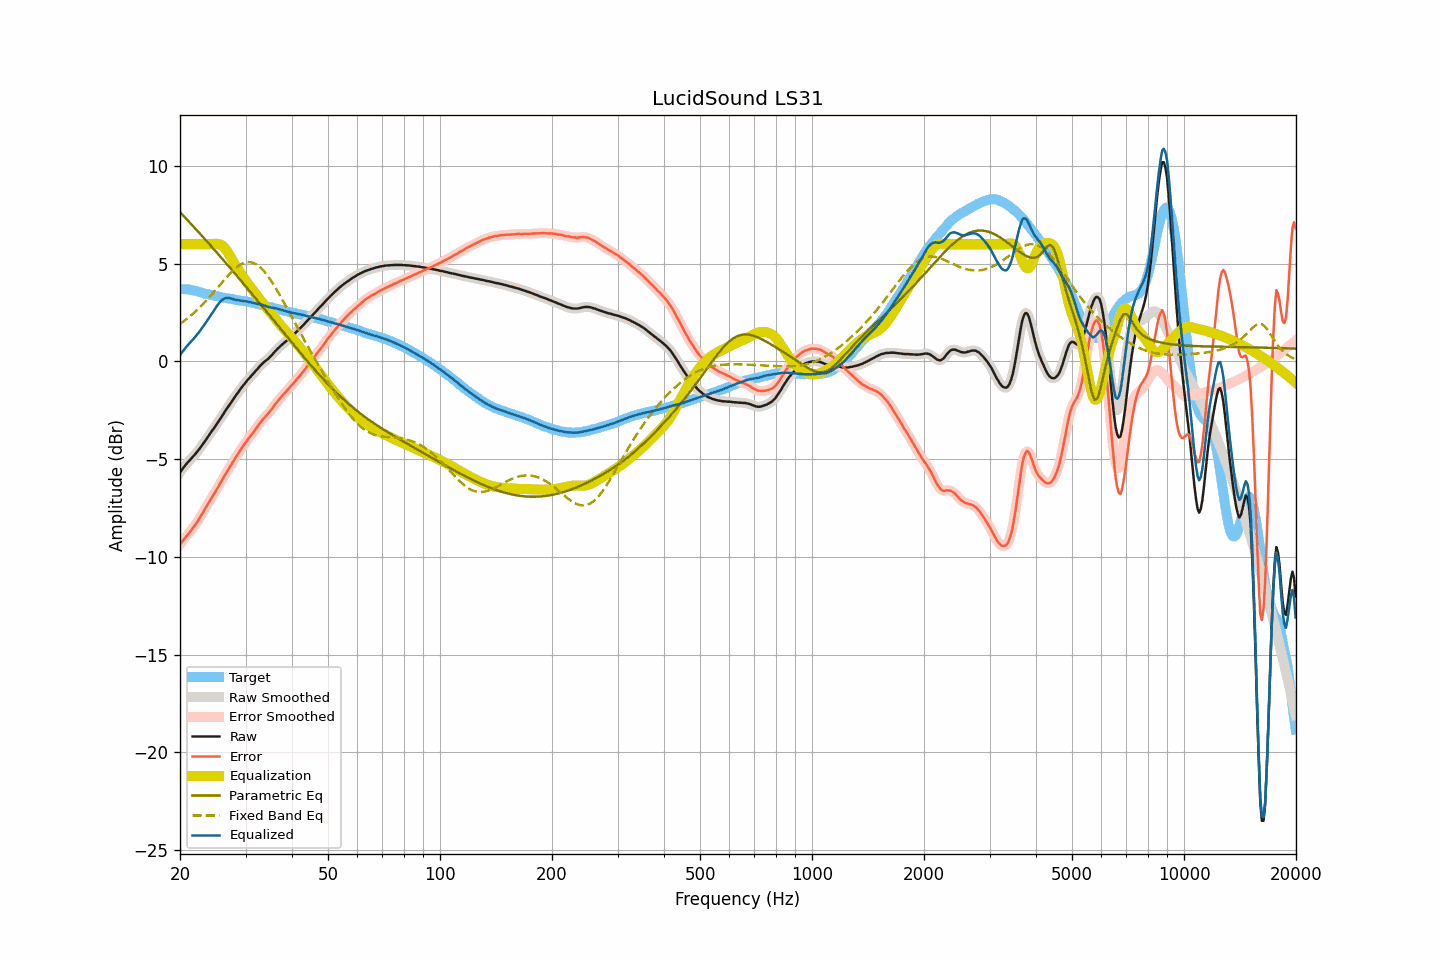 LucidSound LS31
10
5
0
−5
−10
−15
−20
−25
Amplitude (dBr)
Target
Raw Smoothed
Error Smoothed
Raw
Error
Equalization
Parametric Eq
Fixed Band Eq
Equalized
20 50 100 200 500 1000 2000 5000 10000 20000
Frequency (Hz)